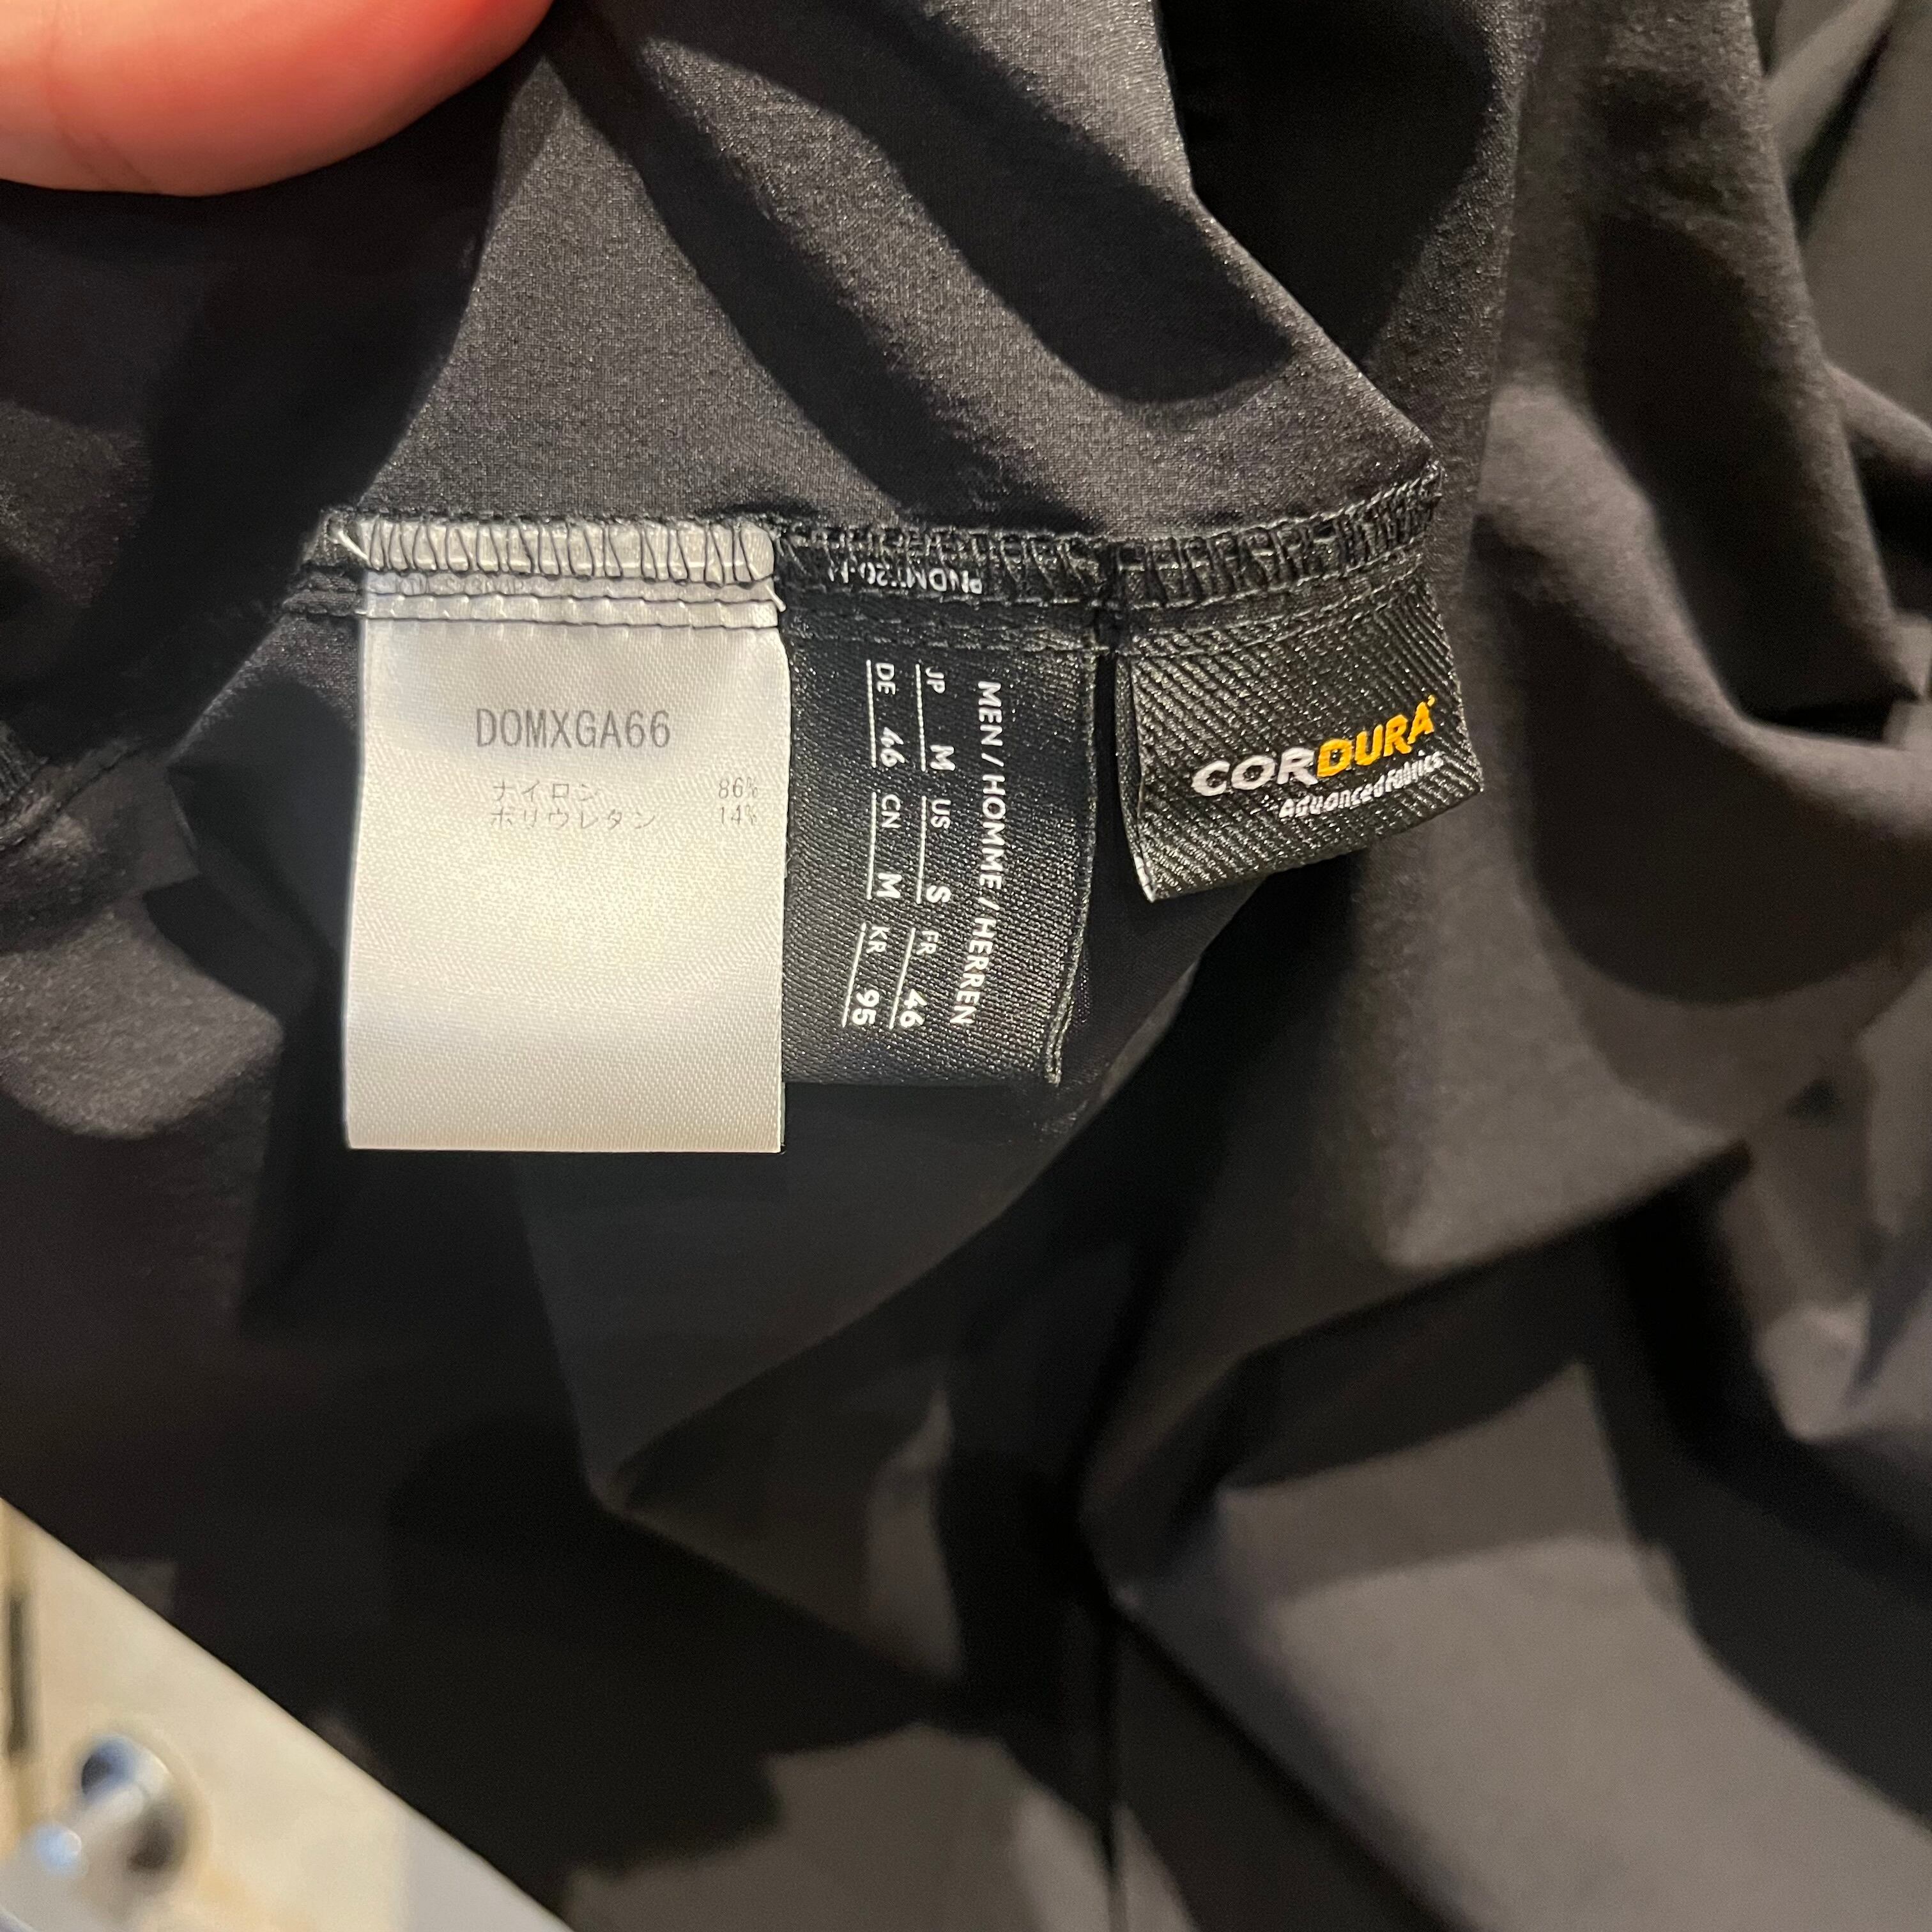 DOMXGA66
ナイロン 86%
ポリウレタン 14%
MEN / HOMME / HERREN
JP M US S FR 46
DE 46 CN M KR 95
CORDURA
AdvancedFabrics